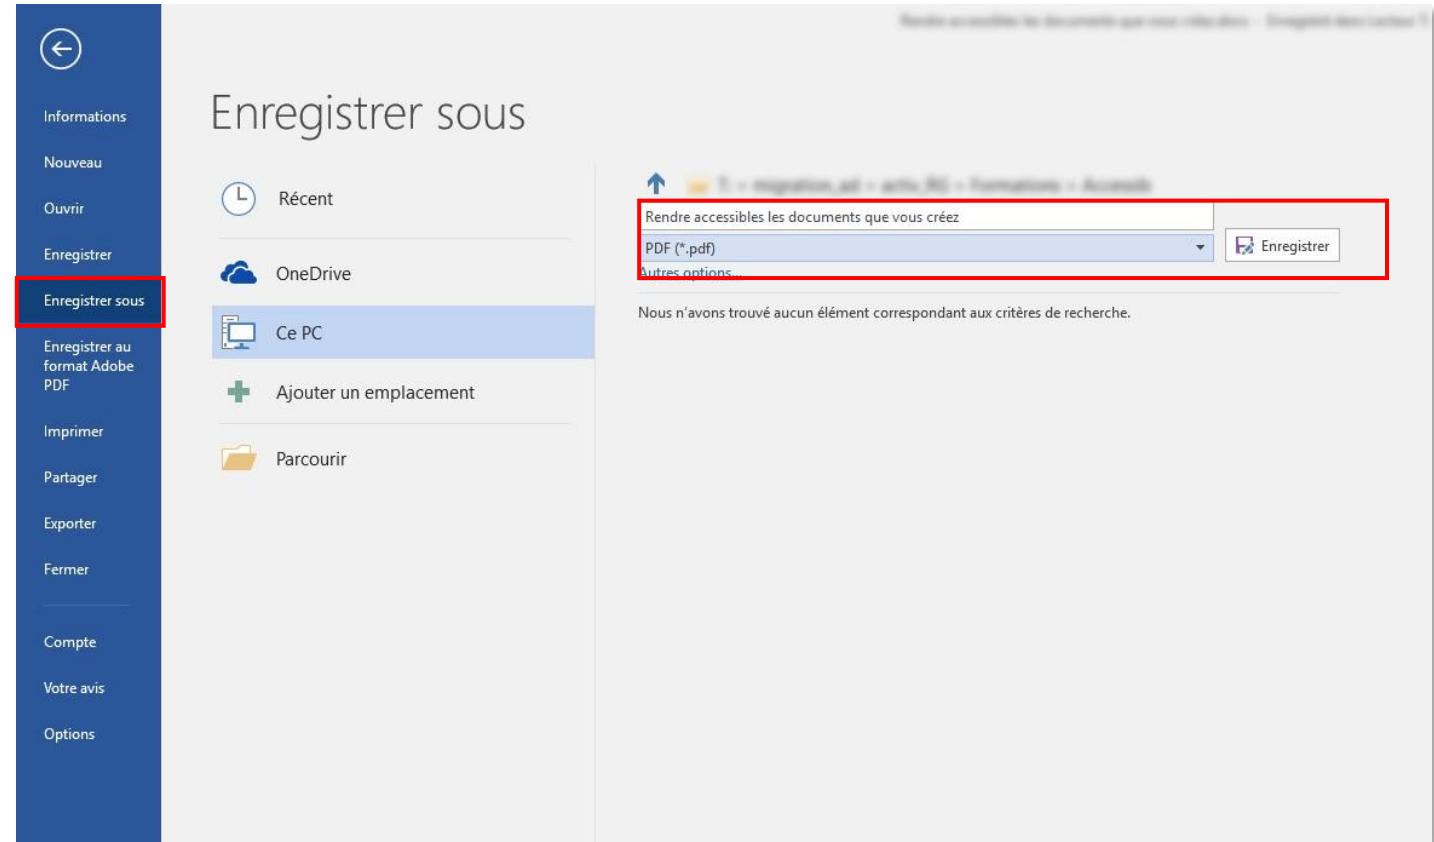 Informations
Nouveau
Ouvrir
Enregistrer
Enregistrer sous
Enregistrer au
format Adobe
PDF
Imprimer
Partager
Exporter
Fermer
Compte
Votre avis
Options
Enregistrer sous
Récent
OneDrive
Ce PC
Ajouter un emplacement
Parcourir
Rendre accessibles les documents que vous créez
PDF (*.pdf)
Enregistrer
Autres options...
Nous n'avons trouvé aucun élément correspondant aux critères de recherche.